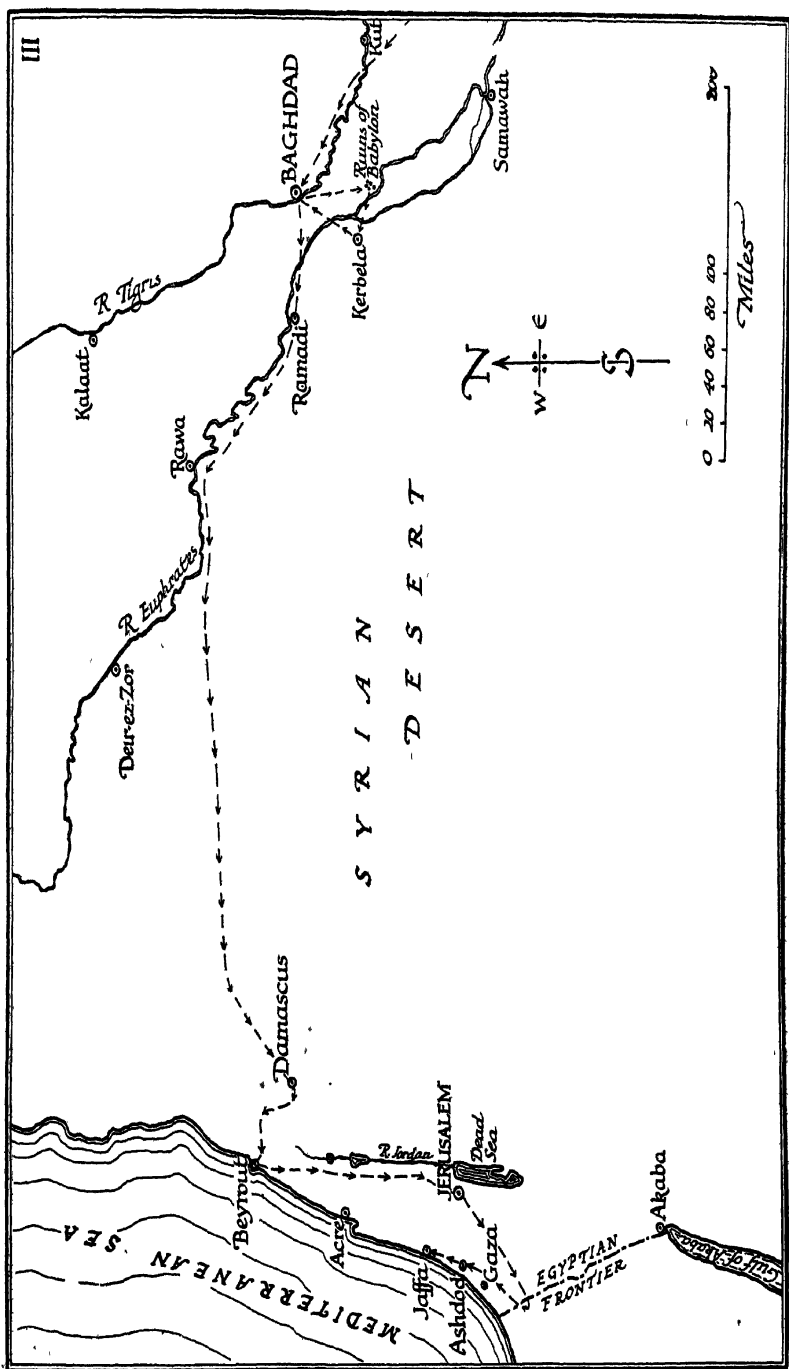 III
MEDITERRANEAN SEA
Beyrout
Acre
Jaffa
Ashdod
Gaza
JERUSALEM
R Jordan
Dead
Sea
Damascus
EGYPTIAN
FRONTIER
Akaba
Gulf of Akaba
SYRIAN
DESERT
Deir-ez-Zor
R Euphrates
Rawa
Ramadi
Kalaat
R Tigris
BAGHDAD
Kerbela
Ruins of
Babylon
Kut
Samawah
N
W E
S
0 20 40 60 80 100 200
Miles